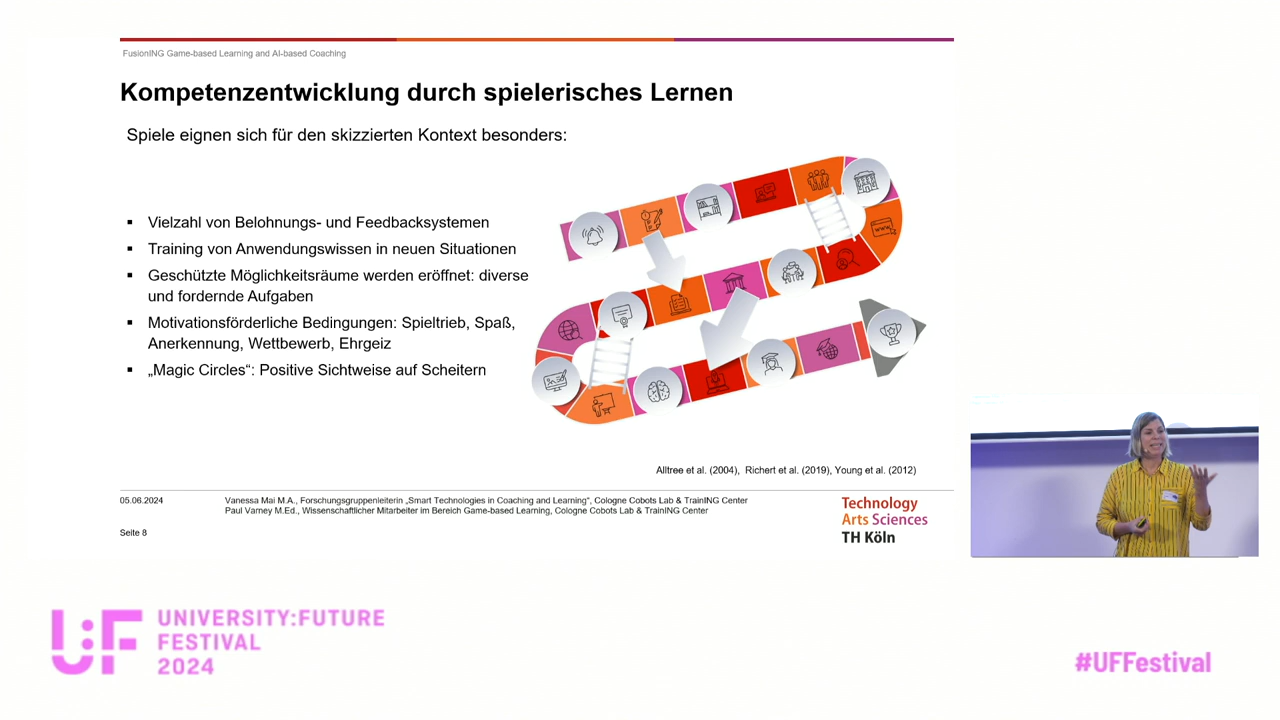 FusionING Game-based Learning and AI-based Coaching
Kompetenzentwicklung durch spielerisches Lernen
Spiele eignen sich für den skizzierten Kontext besonders:
▪ Vielzahl von Belohnungs- und Feedbacksystemen
▪ Training von Anwendungswissen in neuen Situationen
▪ Geschützte Möglichkeitsräume werden eröffnet: diverse
und fordernde Aufgaben
▪ Motivationsförderliche Bedingungen: Spieltrieb, Spaß,
Anerkennung, Wettbewerb, Ehrgeiz
▪ „Magic Circles“: Positive Sichtweise auf Scheitern
WWW
Alltree et al. (2004), Richert et al. (2019), Young et al. (2012)
05.06.2024
Vanessa Mai M.A., Forschungsgruppenleiterin „Smart Technologies in Coaching and Learning“, Cologne Cobots Lab & TrainING Center
Paul Varney M.Ed., Wissenschaftlicher Mitarbeiter im Bereich Game-based Learning, Cologne Cobots Lab & TrainING Center
Seite 8
Technology
Arts Sciences
TH Köln
U:F
UNIVERSITY:FUTURE
FESTIVAL
2024
#UFFestival